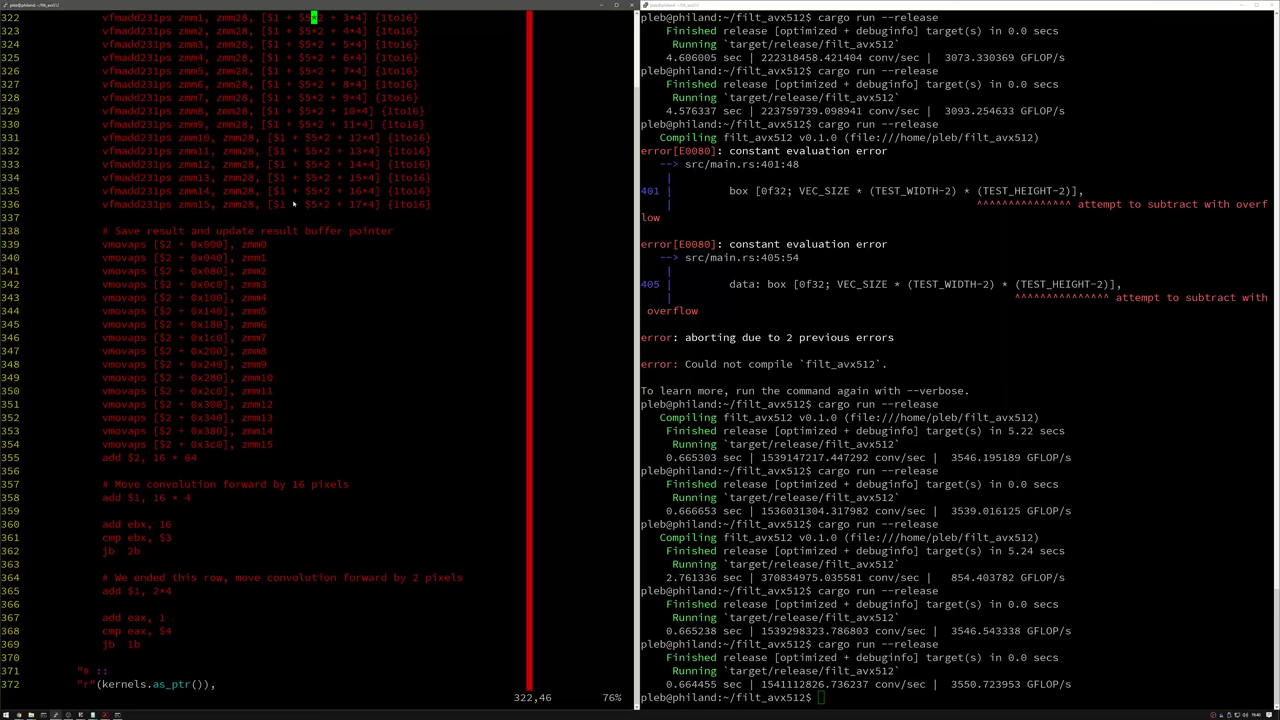 pleb@philand: ~/filt_avx512
322 vfmadd231ps zmm1, zmm28, [$1 + $5*2 + 3*4] {1to16}
323 vfmadd231ps zmm2, zmm28, [$1 + $5*2 + 4*4] {1to16}
324 vfmadd231ps zmm3, zmm28, [$1 + $5*2 + 5*4] {1to16}
325 vfmadd231ps zmm4, zmm28, [$1 + $5*2 + 6*4] {1to16}
326 vfmadd231ps zmm5, zmm28, [$1 + $5*2 + 7*4] {1to16}
327 vfmadd231ps zmm6, zmm28, [$1 + $5*2 + 8*4] {1to16}
328 vfmadd231ps zmm7, zmm28, [$1 + $5*2 + 9*4] {1to16}
329 vfmadd231ps zmm8, zmm28, [$1 + $5*2 + 10*4] {1to16}
330 vfmadd231ps zmm9, zmm28, [$1 + $5*2 + 11*4] {1to16}
331 vfmadd231ps zmm10, zmm28, [$1 + $5*2 + 12*4] {1to16}
332 vfmadd231ps zmm11, zmm28, [$1 + $5*2 + 13*4] {1to16}
333 vfmadd231ps zmm12, zmm28, [$1 + $5*2 + 14*4] {1to16}
334 vfmadd231ps zmm13, zmm28, [$1 + $5*2 + 15*4] {1to16}
335 vfmadd231ps zmm14, zmm28, [$1 + $5*2 + 16*4] {1to16}
336 vfmadd231ps zmm15, zmm28, [$1 + $5*2 + 17*4] {1to16}
337
338 # Save result and update result buffer pointer
339 vmovaps [$2 + 0x000], zmm0
340 vmovaps [$2 + 0x040], zmm1
341 vmovaps [$2 + 0x080], zmm2
342 vmovaps [$2 + 0x0c0], zmm3
343 vmovaps [$2 + 0x100], zmm4
344 vmovaps [$2 + 0x140], zmm5
345 vmovaps [$2 + 0x180], zmm6
346 vmovaps [$2 + 0x1c0], zmm7
347 vmovaps [$2 + 0x200], zmm8
348 vmovaps [$2 + 0x240], zmm9
349 vmovaps [$2 + 0x280], zmm10
350 vmovaps [$2 + 0x2c0], zmm11
351 vmovaps [$2 + 0x300], zmm12
352 vmovaps [$2 + 0x340], zmm13
353 vmovaps [$2 + 0x380], zmm14
354 vmovaps [$2 + 0x3c0], zmm15
355 add $2, 16 * 64
356
357 # Move convolution forward by 16 pixels
358 add $1, 16 * 4
359
360 add ebx, 16
361 cmp ebx, $3
362 jb 2b
363
364 # We ended this row, move convolution forward by 2 pixels
365 add $1, 2*4
366
367 add eax, 1
368 cmp eax, $4
369 jb 1b
370
371 "# ::
372 "r"(kernels.as_ptr()),
322,46 76%
pleb@philand: ~/filt_avx512
pleb@philand:~/filt_avx512$ cargo run --release
Finished release [optimized + debuginfo] target(s) in 0.0 secs
Running `target/release/filt_avx512`
4.606005 sec | 222318458.421404 conv/sec | 3073.330369 GFLOP/s
pleb@philand:~/filt_avx512$ cargo run --release
Finished release [optimized + debuginfo] target(s) in 0.0 secs
Running `target/release/filt_avx512`
4.576337 sec | 223759739.098941 conv/sec | 3093.254633 GFLOP/s
pleb@philand:~/filt_avx512$ cargo run --release
Compiling filt_avx512 v0.1.0 (file:///home/pleb/filt_avx512)
error[E0080]: constant evaluation error
--> src/main.rs:401:48
|
401 | box [0f32; VEC_SIZE * (TEST_WIDTH-2) * (TEST_HEIGHT-2)],
| ^^^^^^^^^^^^^^^ attempt to subtract with overf
low
error[E0080]: constant evaluation error
--> src/main.rs:405:54
|
405 | data: box [0f32; VEC_SIZE * (TEST_WIDTH-2) * (TEST_HEIGHT-2)],
| ^^^^^^^^^^^^^^^ attempt to subtract with
overflow
error: aborting due to 2 previous errors
error: Could not compile `filt_avx512`.
To learn more, run the command again with --verbose.
pleb@philand:~/filt_avx512$ cargo run --release
Compiling filt_avx512 v0.1.0 (file:///home/pleb/filt_avx512)
Finished release [optimized + debuginfo] target(s) in 5.22 secs
Running `target/release/filt_avx512`
0.665303 sec | 1539147217.447292 conv/sec | 3546.195189 GFLOP/s
pleb@philand:~/filt_avx512$ cargo run --release
Finished release [optimized + debuginfo] target(s) in 0.0 secs
Running `target/release/filt_avx512`
0.666653 sec | 1536031304.317982 conv/sec | 3539.016125 GFLOP/s
pleb@philand:~/filt_avx512$ cargo run --release
Compiling filt_avx512 v0.1.0 (file:///home/pleb/filt_avx512)
Finished release [optimized + debuginfo] target(s) in 5.24 secs
Running `target/release/filt_avx512`
2.761336 sec | 370834975.035581 conv/sec | 854.403782 GFLOP/s
pleb@philand:~/filt_avx512$ cargo run --release
Finished release [optimized + debuginfo] target(s) in 0.0 secs
Running `target/release/filt_avx512`
0.665238 sec | 1539298323.786803 conv/sec | 3546.543338 GFLOP/s
pleb@philand:~/filt_avx512$ cargo run --release
Finished release [optimized + debuginfo] target(s) in 0.0 secs
Running `target/release/filt_avx512`
0.664455 sec | 1541112826.736237 conv/sec | 3550.723953 GFLOP/s
pleb@philand:~/filt_avx512$
19:40